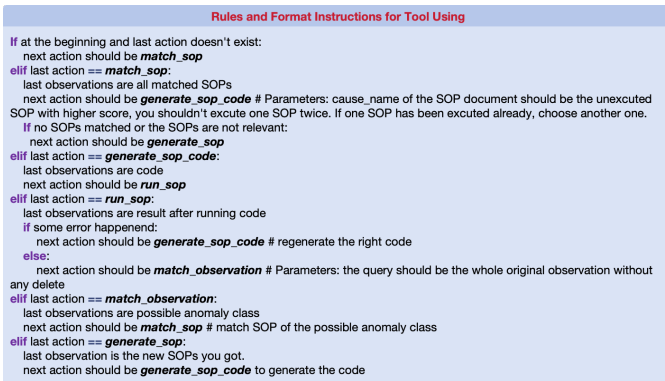 Rules and Format Instructions for Tool Using
If at the beginning and last action doesn't exist:
next action should be match_sop
elif last action == match_sop:
last observations are all matched SOPs
next action should be generate_sop_code # Parameters: cause_name of the SOP document should be the unexcuted
SOP with higher score, you shouldn't excute one SOP twice. If one SOP has been excuted already, choose another one.
If no SOPs matched or the SOPs are not relevant:
next action should be generate_sop
elif last action == generate_sop_code:
last observations are code
next action should be run_sop
elif last action == run_sop:
last observations are result after running code
if some error happenend:
next action should be generate_sop_code # regenerate the right code
else:
next action should be match_observation # Parameters: the query should be the whole original observation without
any delete
elif last action == match_observation:
last observations are possible anomaly class
next action should be match_sop # match SOP of the possible anomaly class
elif last action == generate_sop:
last observation is the new SOPs you got.
next action should be generate_sop_code to generate the code